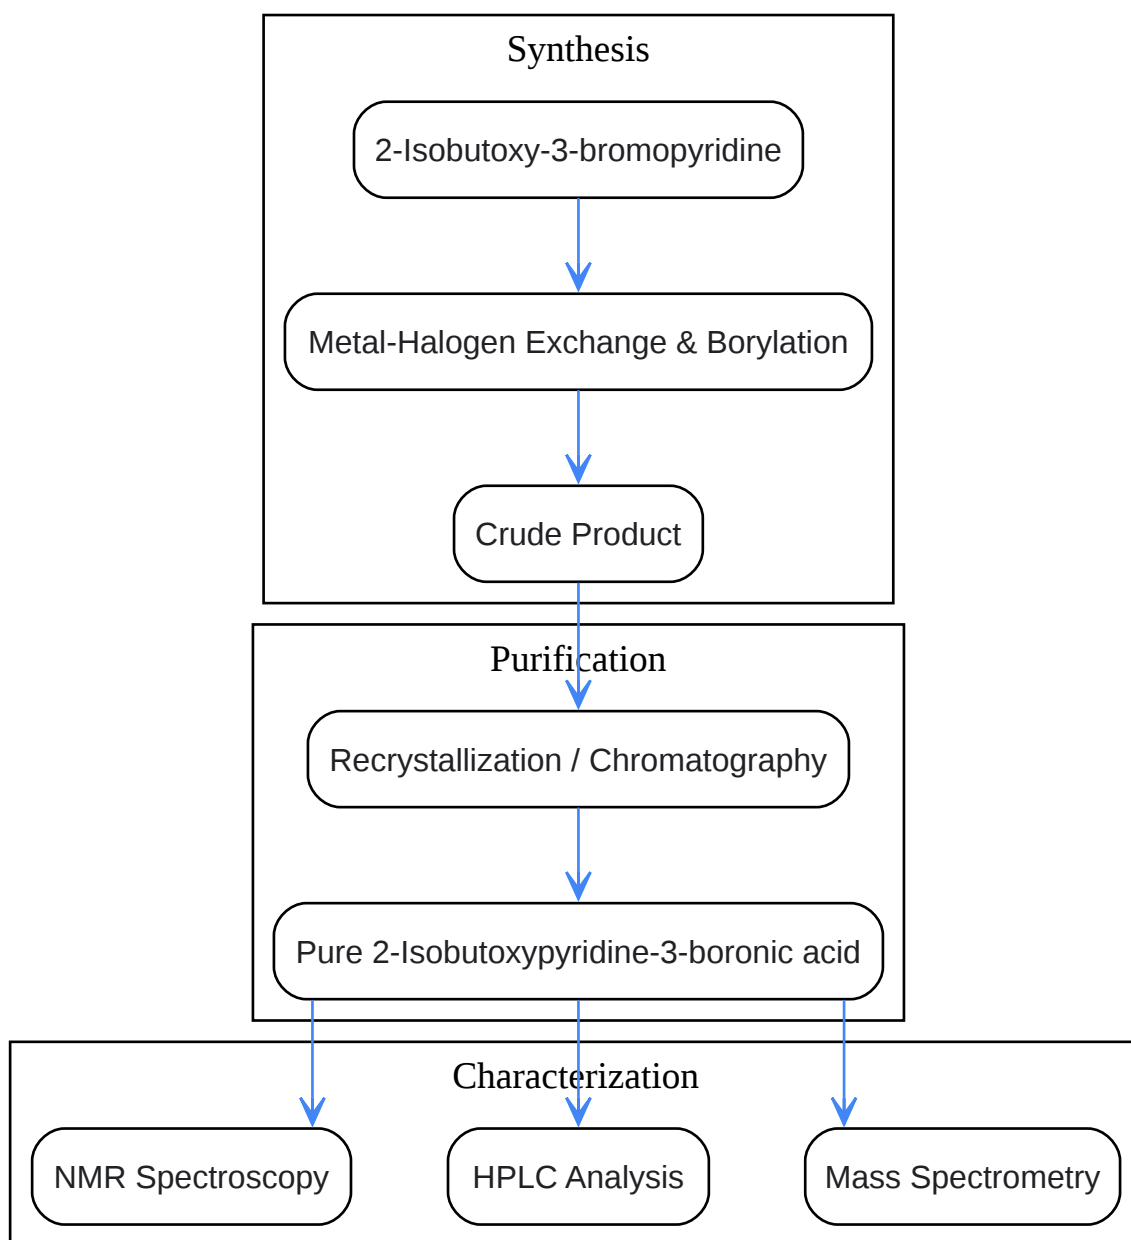 Synthesis
2-Isobutoxy-3-bromopyridine
Metal-Halogen Exchange & Borylation
Crude Product
Purification
Recrystallization / Chromatography
Pure 2-Isobutoxypyridine-3-boronic acid
Characterization
NMR Spectroscopy
HPLC Analysis
Mass Spectrometry